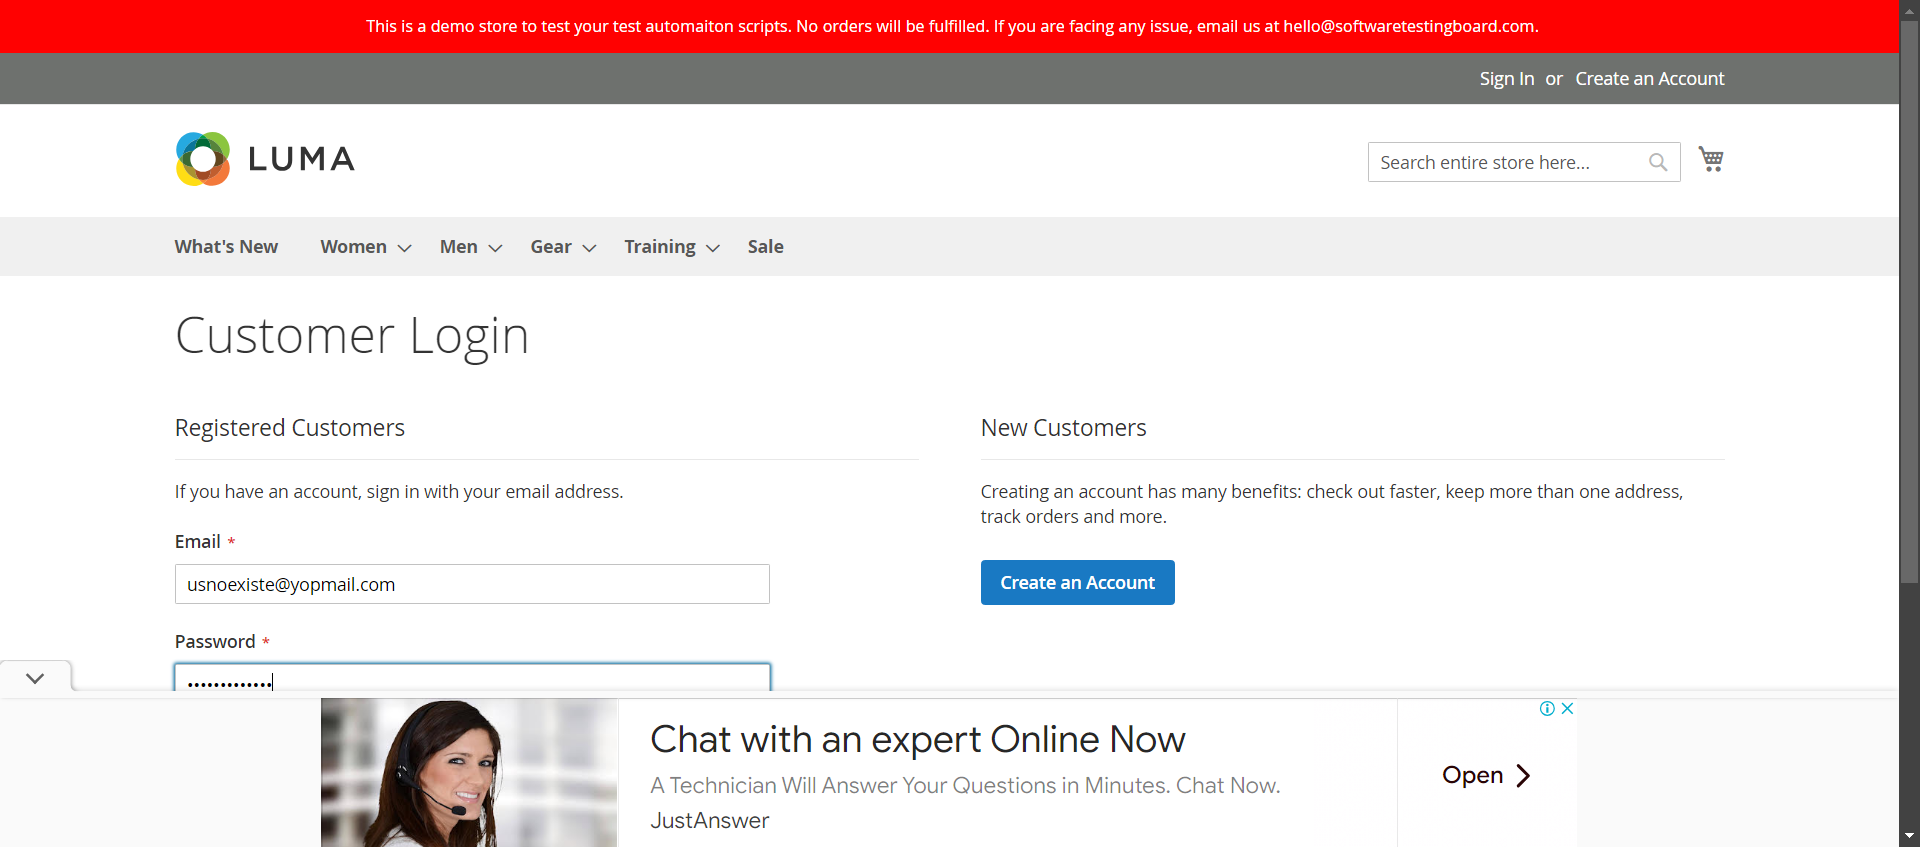 This is a demo store to test your test automaiton scripts. No orders will be fulfilled. If you are facing any issue, email us at hello@softwaretestingboard.com.
Sign In or Create an Account
LUMA
Search entire store here...
What's New Women Men Gear Training Sale
Customer Login
Registered Customers
If you have an account, sign in with your email address.
Email *
usnoexiste@yopmail.com
Password *
•••••••••••••
New Customers
Creating an account has many benefits: check out faster, keep more than one address,
track orders and more.
Create an Account
Chat with an expert Online Now
A Technician Will Answer Your Questions in Minutes. Chat Now.
JustAnswer
Open